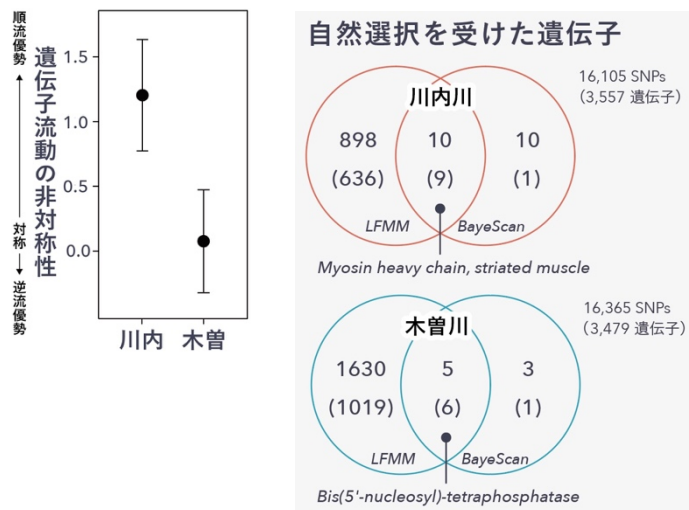 順流優勢
対称
逆流優勢
遺伝子流動の非対称性
1.5
1.0
0.5
0.0
川内 木曽
自然選択を受けた遺伝子
16,105 SNPs
(3,557 遺伝子)
川内川
898 10 10
(636) (9) (1)
LFMM BayeScan
Myosin heavy chain, striated muscle
16,365 SNPs
(3,479 遺伝子)
木曽川
1630 5 3
(1019) (6) (1)
LFMM BayeScan
Bis(5'-nucleosyl)-tetraphosphatase